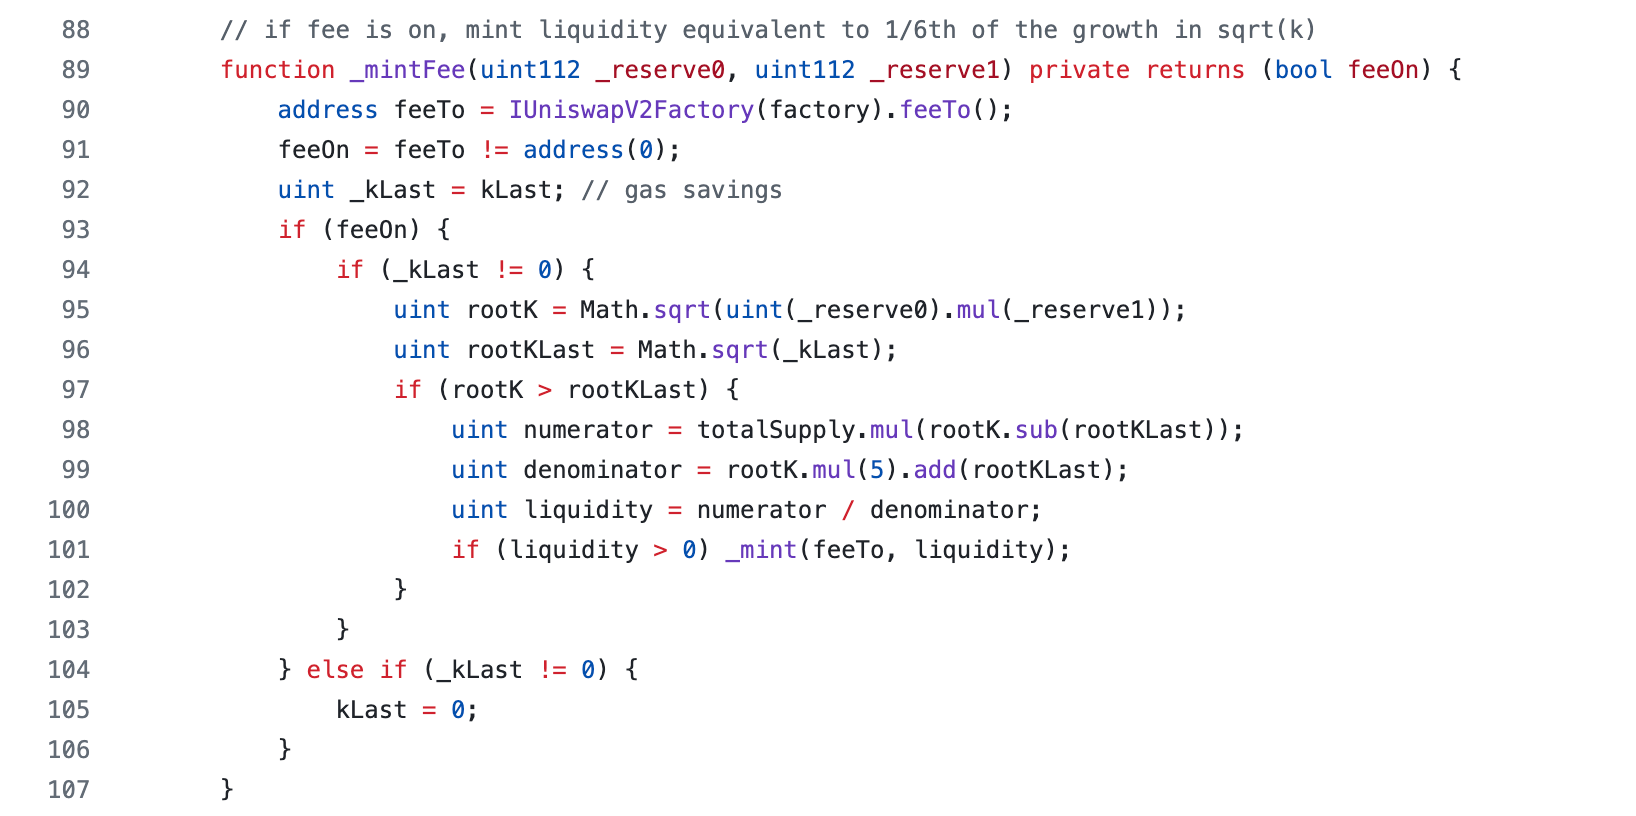 88 // if fee is on, mint liquidity equivalent to 1/6th of the growth in sqrt(k)
89 function _mintFee(uint112 _reserve0, uint112 _reserve1) private returns (bool feeOn) {
90 address feeTo = IUniswapV2Factory(factory).feeTo();
91 feeOn = feeTo != address(0);
92 uint _kLast = kLast; // gas savings
93 if (feeOn) {
94 if (_kLast != 0) {
95 uint rootK = Math.sqrt(uint(_reserve0).mul(_reserve1));
96 uint rootKLast = Math.sqrt(_kLast);
97 if (rootK > rootKLast) {
98 uint numerator = totalSupply.mul(rootK.sub(rootKLast));
99 uint denominator = rootK.mul(5).add(rootKLast);
100 uint liquidity = numerator / denominator;
101 if (liquidity > 0) _mint(feeTo, liquidity);
102 }
103 }
104 } else if (_kLast != 0) {
105 kLast = 0;
106 }
107 }